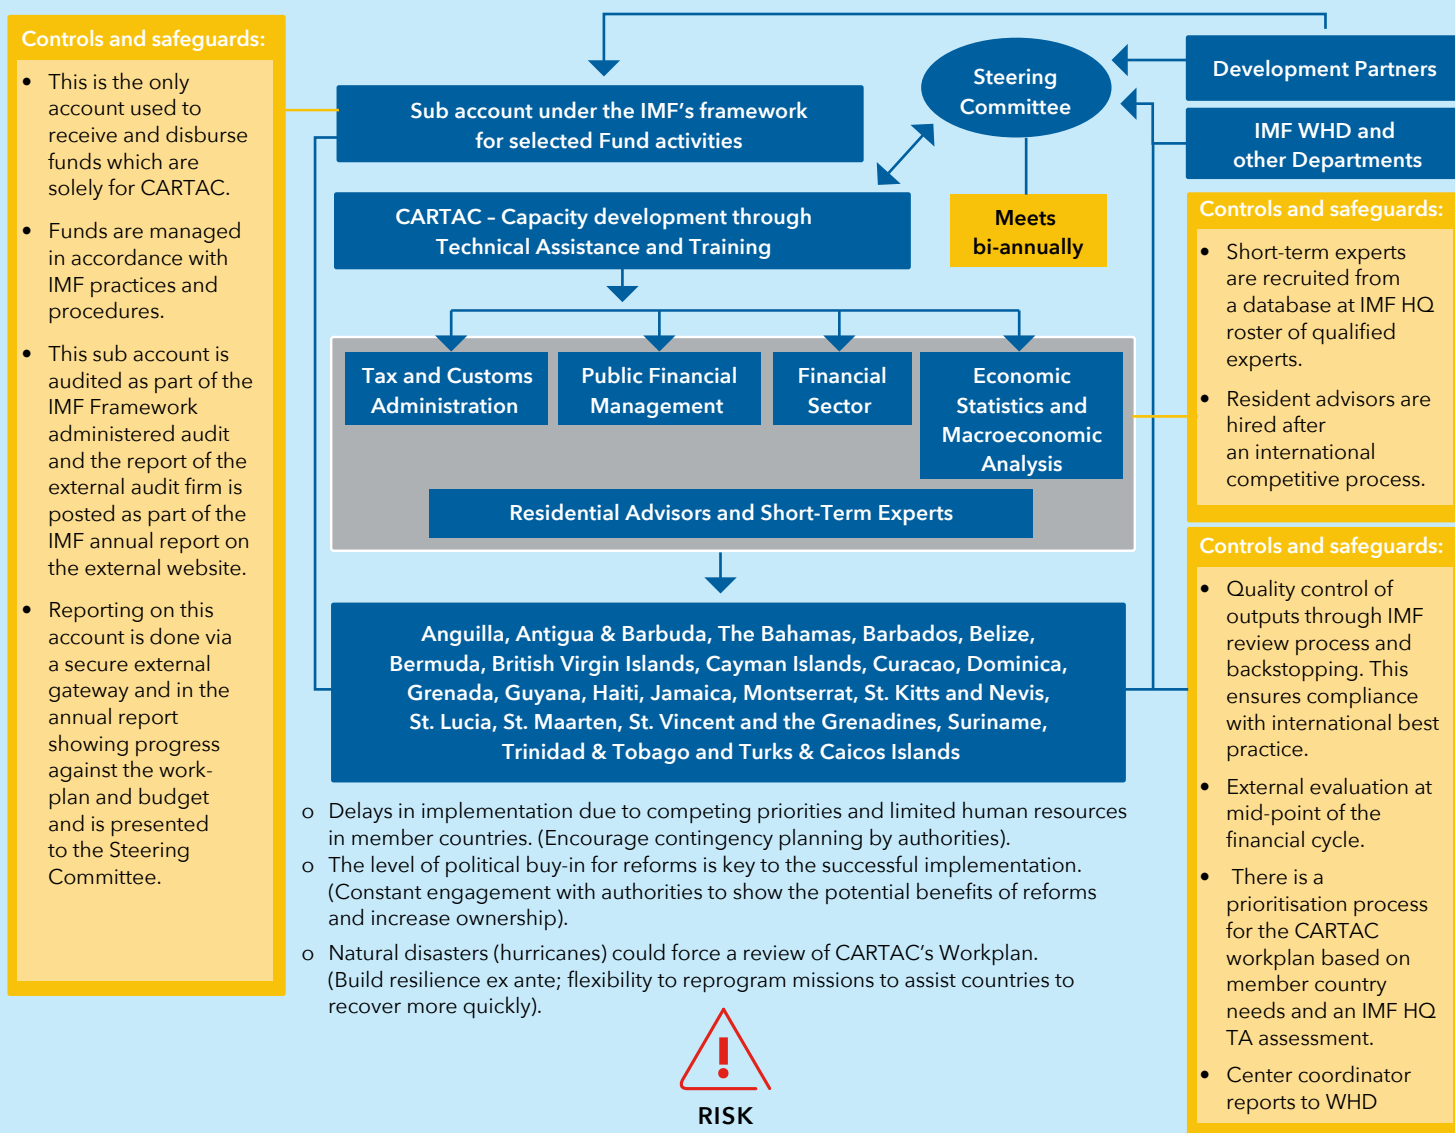 Controls and safeguards:
• This is the only
account used to
receive and disburse
funds which are
solely for CARTAC.
• Funds are managed
in accordance with
IMF practices and
procedures.
• This sub account is
audited as part of the
IMF Framework
administered audit
and the report of the
external audit firm is
posted as part of the
IMF annual report on
the external website.
• Reporting on this
account is done via
a secure external
gateway and in the
annual report
showing progress
against the work-
plan and budget
and is presented
to the Steering
Committee.
Sub account under the IMF's framework
for selected Fund activities
Steering
Committee
Development Partners
IMF WHD and
other Departments
CARTAC – Capacity development through
Technical Assistance and Training
Meets
bi-annually
Tax and Customs
Administration
Public Financial
Management
Financial
Sector
Economic
Statistics and
Macroeconomic
Analysis
Residential Advisors and Short-Term Experts
Anguilla, Antigua & Barbuda, The Bahamas, Barbados, Belize,
Bermuda, British Virgin Islands, Cayman Islands, Curacao, Dominica,
Grenada, Guyana, Haiti, Jamaica, Montserrat, St. Kitts and Nevis,
St. Lucia, St. Maarten, St. Vincent and the Grenadines, Suriname,
Trinidad & Tobago and Turks & Caicos Islands
o Delays in implementation due to competing priorities and limited human resources
in member countries. (Encourage contingency planning by authorities).
o The level of political buy-in for reforms is key to the successful implementation.
(Constant engagement with authorities to show the potential benefits of reforms
and increase ownership).
o Natural disasters (hurricanes) could force a review of CARTAC's Workplan.
(Build resilience ex ante; flexibility to reprogram missions to assist countries to
recover more quickly).
RISK
Controls and safeguards:
• Short-term experts
are recruited from
a database at IMF HQ
roster of qualified
experts.
• Resident advisors are
hired after
an international
competitive process.
Controls and safeguards:
• Quality control of
outputs through IMF
review process and
backstopping. This
ensures compliance
with international best
practice.
• External evaluation at
mid-point of the
financial cycle.
• There is a
prioritisation process
for the CARTAC
workplan based on
member country
needs and an IMF HQ
TA assessment.
• Center coordinator
reports to WHD